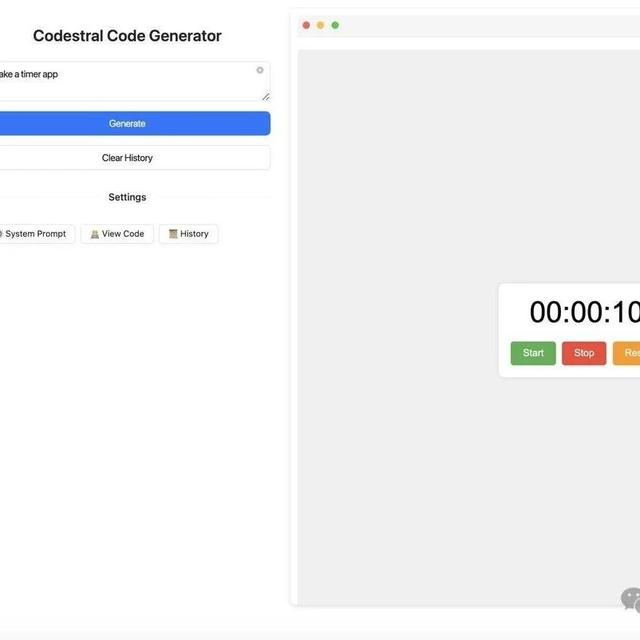 Codestral Code Generator
ake a timer app
Generate
Clear History
Settings
System Prompt
View Code
History
00:00:10
Start
Stop
Res